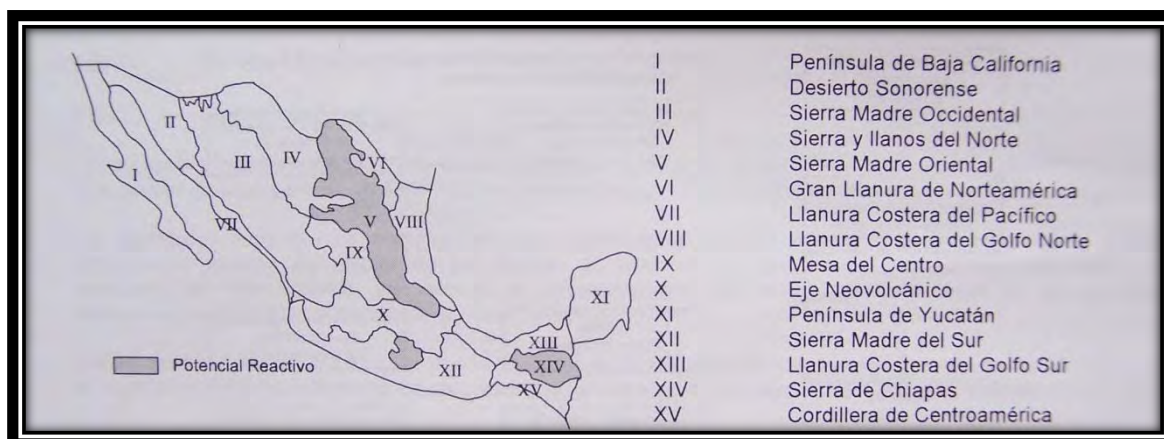 I Península de Baja California
II Desierto Sonorense
III Sierra Madre Occidental
IV Sierra y llanos del Norte
V Sierra Madre Oriental
VI Gran Llanura de Norteamérica
VII Llanura Costera del Pacífico
VIII Llanura Costera del Golfo Norte
IX Mesa del Centro
X Eje Neovolcánico
XI Península de Yucatán
XII Sierra Madre del Sur
XIII Llanura Costera del Golfo Sur
XIV Sierra de Chiapas
XV Cordillera de Centroamérica
II
III
IV
VI
I
VII
V
VIII
IX
XI
X
XIII
XII
XIV
XV
Potencial Reactivo